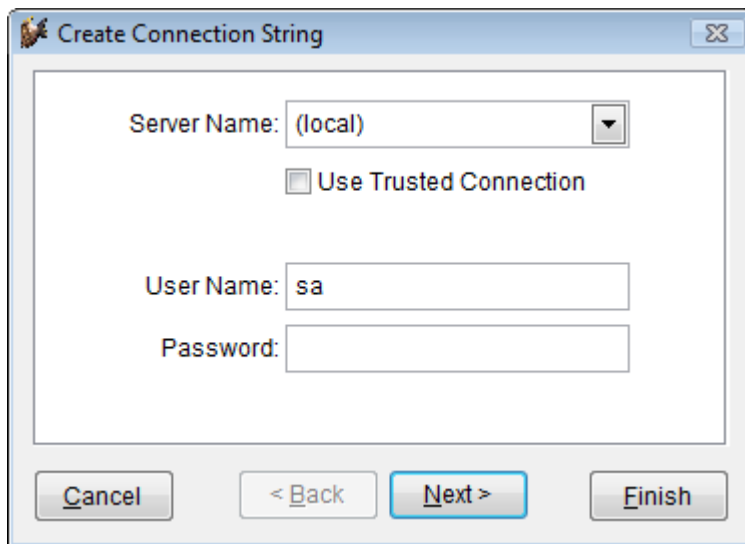 Create Connection String
Server Name: (local)
Use Trusted Connection
User Name: sa
Password:
Cancel < Back Next > Finish